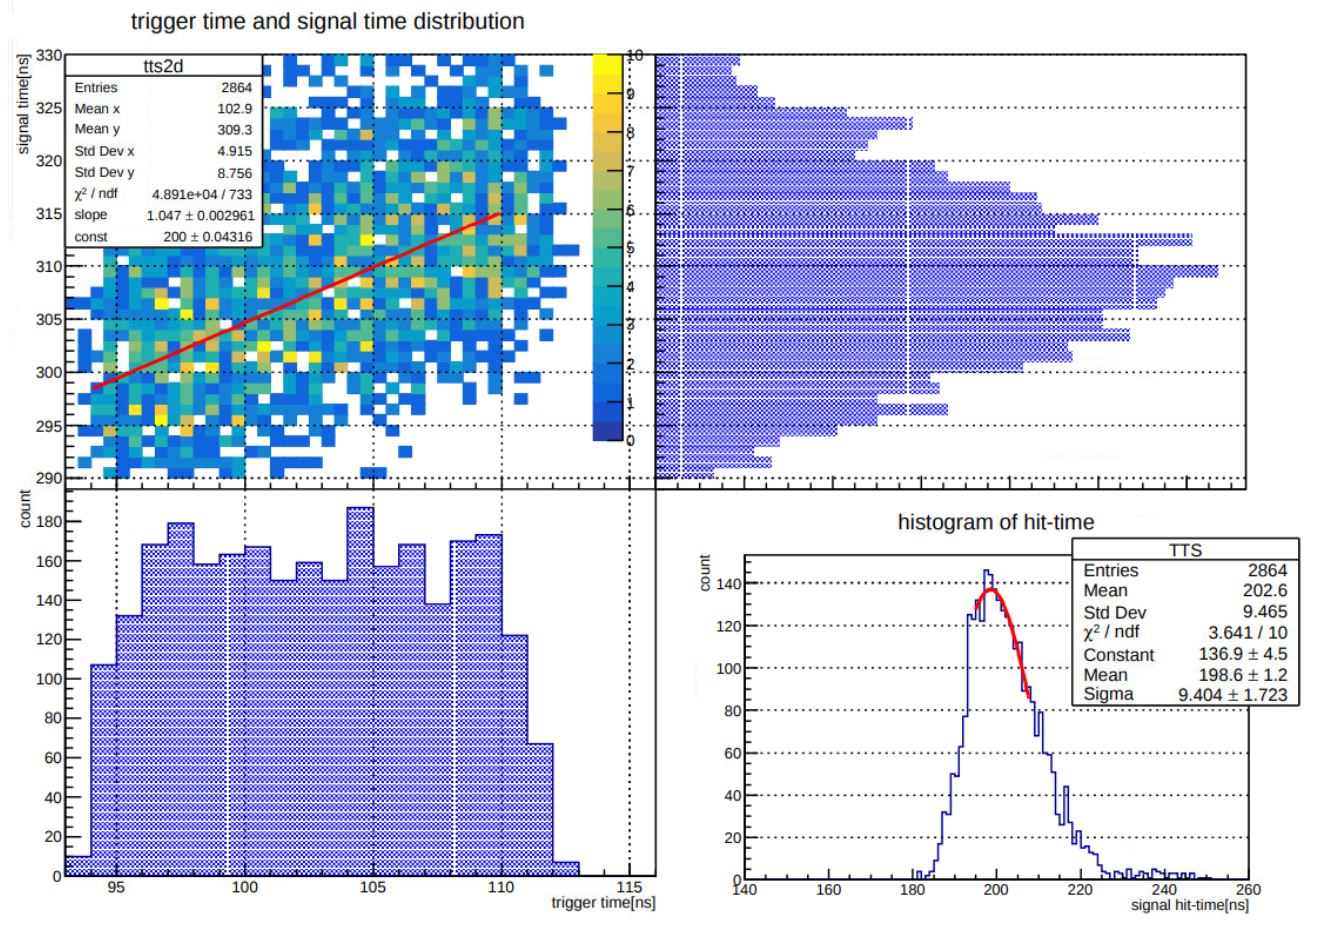 trigger time and signal time distribution
signal time[ns]
330
325
320
315
310
305
300
295
290
tts2d
Entries 2864
Mean x 102.9
Mean y 309.3
Std Dev x 4.915
Std Dev y 8.756
χ² / ndf 4.891e+04 / 733
slope 1.047 ± 0.002961
const 200 ± 0.04316
10
9
8
7
6
5
4
3
2
1
0
count
180
160
140
120
100
80
60
40
20
0
95 100 105 110 115
trigger time[ns]
histogram of hit-time
count
140
120
100
80
60
40
20
0
TTS
Entries 2864
Mean 202.6
Std Dev 9.465
χ² / ndf 3.641 / 10
Constant 136.9 ± 4.5
Mean 198.6 ± 1.2
Sigma 9.404 ± 1.723
140 160 180 200 220 240 260
signal hit-time[ns]